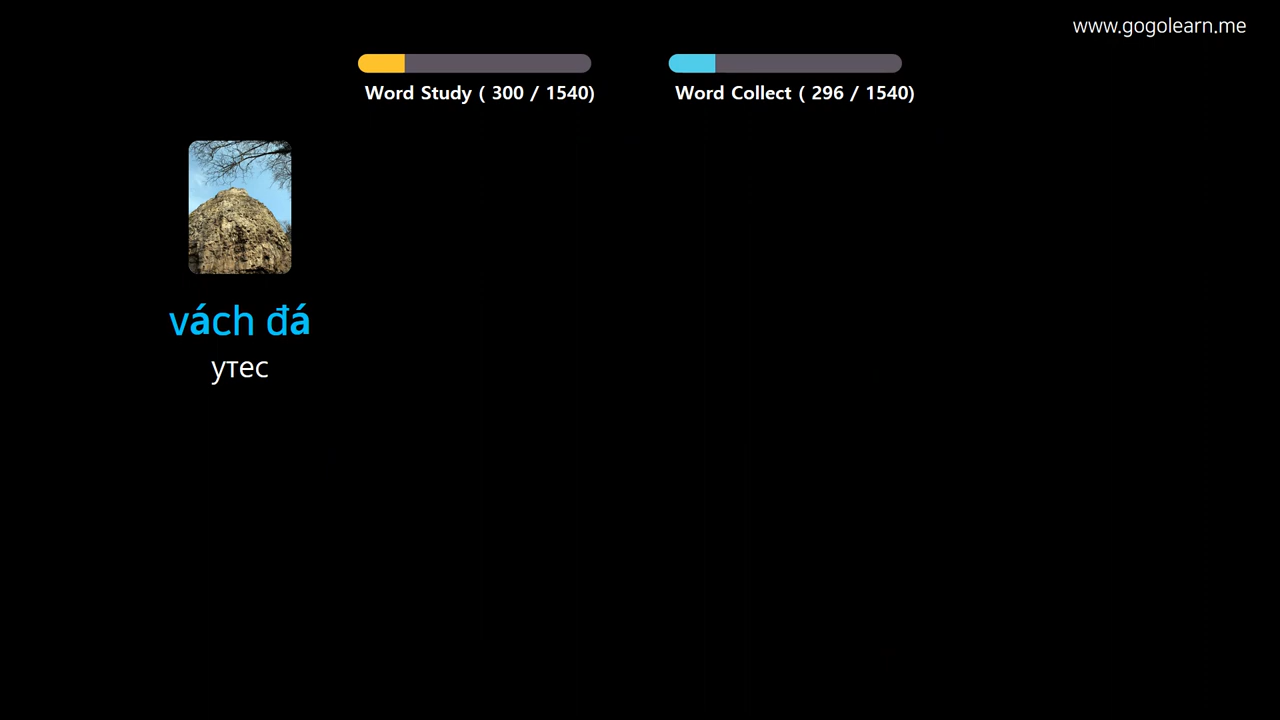 www.gogolearn.me
Word Study ( 300 / 1540)
Word Collect ( 296 / 1540)
vách đá
утес